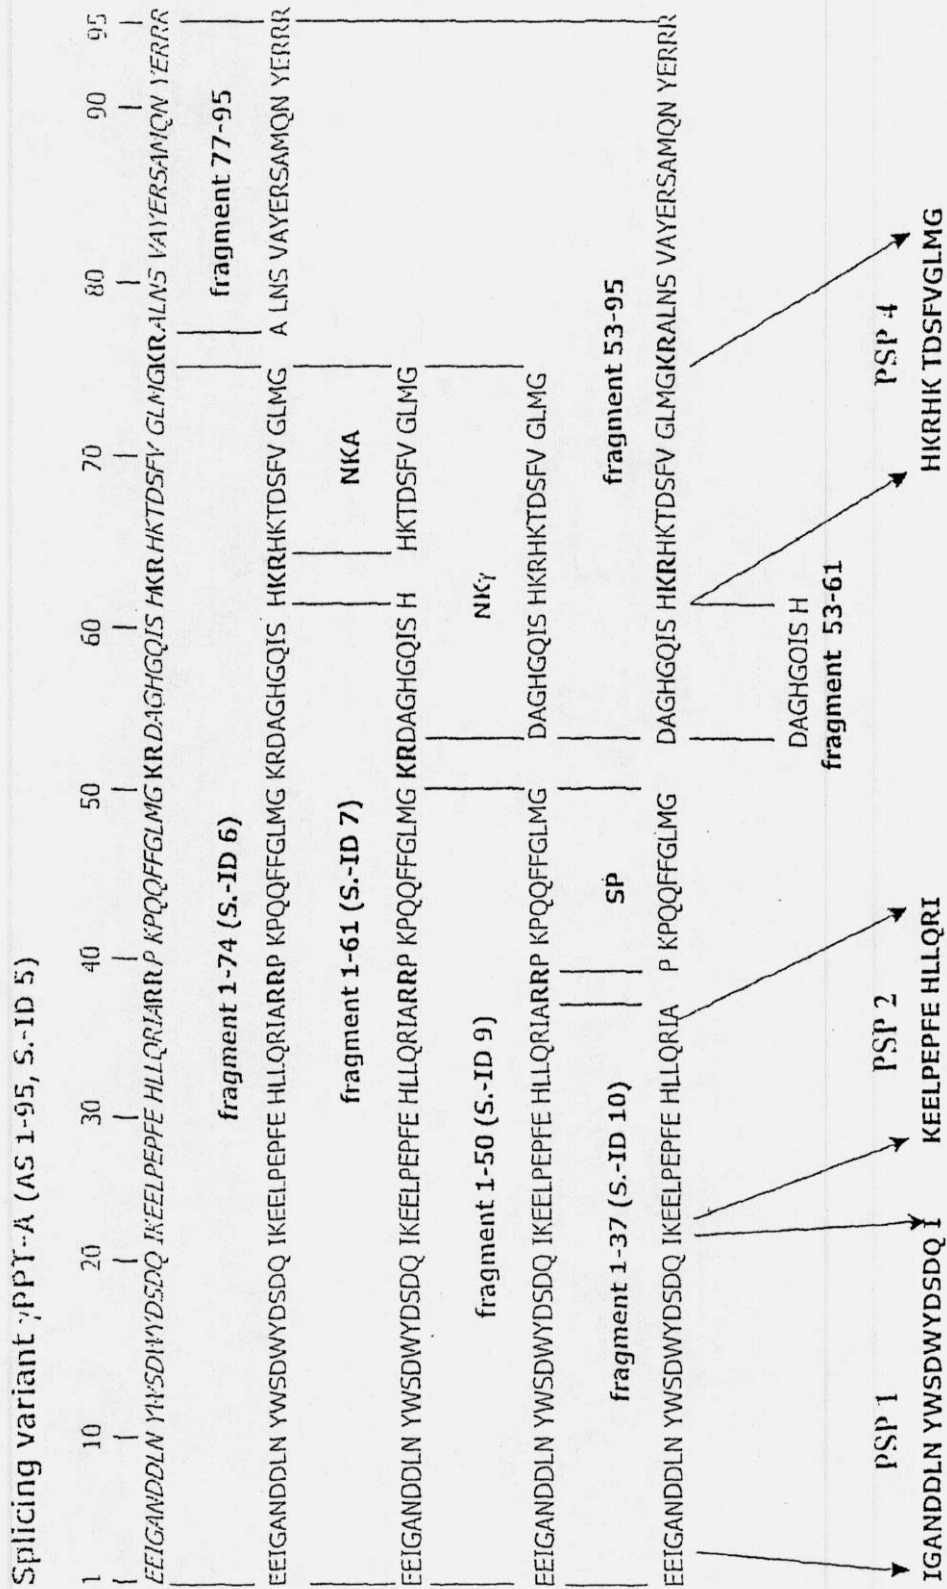 Splicing variant γPPT-A (AS 1-95, S.-ID 5)
1 10 20 30 40 50 60 70 80 90 95
EEIGANDDLN YWSDWYDSDQ IKEELPEPFE HLLQRIARRP KPQQFFGLMG KRDAGHGQIS HKRHKTDSFV GLMGKRALNS VAYERSAMQN YERRR
fragment 1-74 (S.-ID 6) fragment 77-95
EEIGANDDLN YWSDWYDSDQ IKEELPEPFE HLLQRIARRP KPQQFFGLMG KRDAGHGQIS HKRHKTDSFV GLMG A LNS VAYERSAMQN YERRR
fragment 1-61 (S.-ID 7) NKA
EEIGANDDLN YWSDWYDSDQ IKEELPEPFE HLLQRIARRP KPQQFFGLMG KRDAGHGQIS H HKTDSFV GLMG
fragment 1-50 (S.-ID 9) NKγ
EEIGANDDLN YWSDWYDSDQ IKEELPEPFE HLLQRIARRP KPQQFFGLMG DAGHGQIS HKRHKTDSFV GLMG
fragment 1-37 (S.-ID 10) SP fragment 53-95
EEIGANDDLN YWSDWYDSDQ IKEELPEPFE HLLQRIA P KPQQFFGLMG DAGHGQIS HKRHKTDSFV GLMGKRALNS VAYERSAMQN YERRR
DAGHGQIS H
fragment 53-61
PSP 1 PSP 2 PSP 4
IGANDDLN YWSDWYDSDQ I KEELPEPFE HLLQRI HKRHK TDSFVGLMG